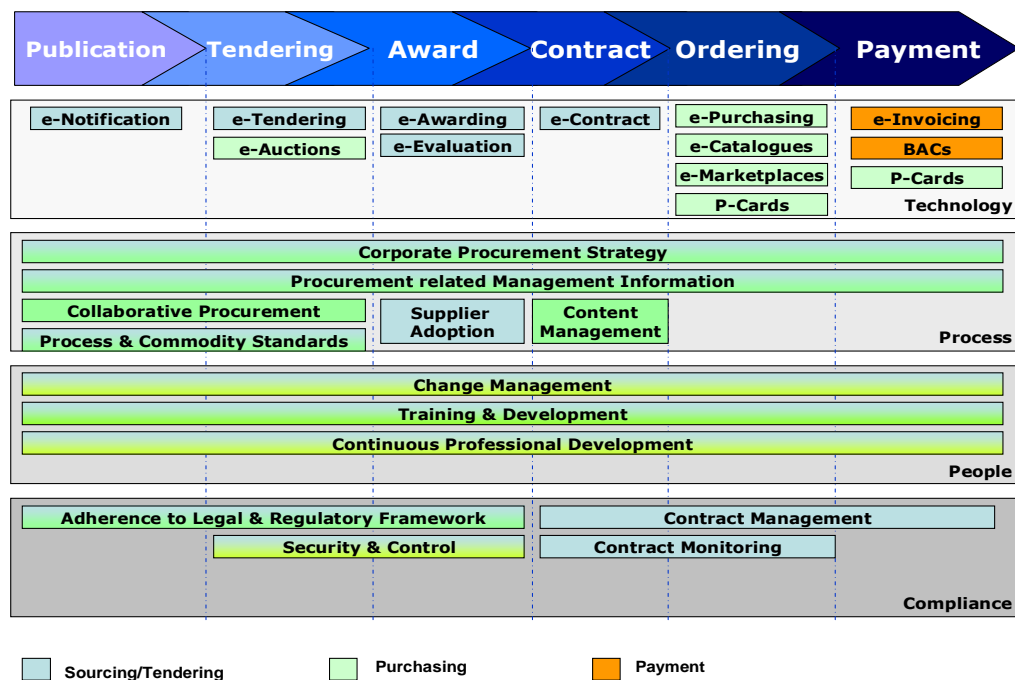 Publication
Tendering
Award
Contract
Ordering
Payment
e-Notification
e-Tendering
e-Auctions
e-Awarding
e-Evaluation
e-Contract
e-Purchasing
e-Catalogues
e-Marketplaces
P-Cards
e-Invoicing
BACs
P-Cards
Technology
Corporate Procurement Strategy
Procurement related Management Information
Collaborative Procurement
Process & Commodity Standards
Supplier
Adoption
Content
Management
Process
Change Management
Training & Development
Continuous Professional Development
People
Adherence to Legal & Regulatory Framework
Contract Management
Security & Control
Contract Monitoring
Compliance
Sourcing/Tendering
Purchasing
Payment